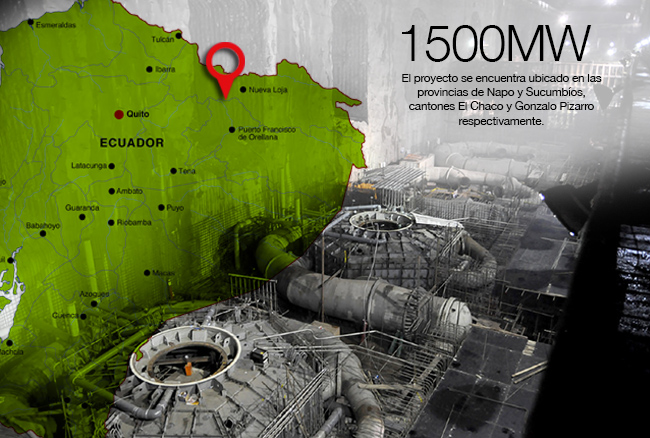 1500MW
El proyecto se encuentra ubicado en las
provincias de Napo y Sucumbíos,
cantones El Chaco y Gonzalo Pizarro
respectivamente.
Esmeraldas
Tulcán
Ibarra
Nueva Loja
Quito
Puerto Francisco
de Orellana
ECUADOR
Latacunga
Tena
Ambato
Guaranda
Puyo
Riobamba
Babahoyo
Macas
Azogues
Cuenca
Machala